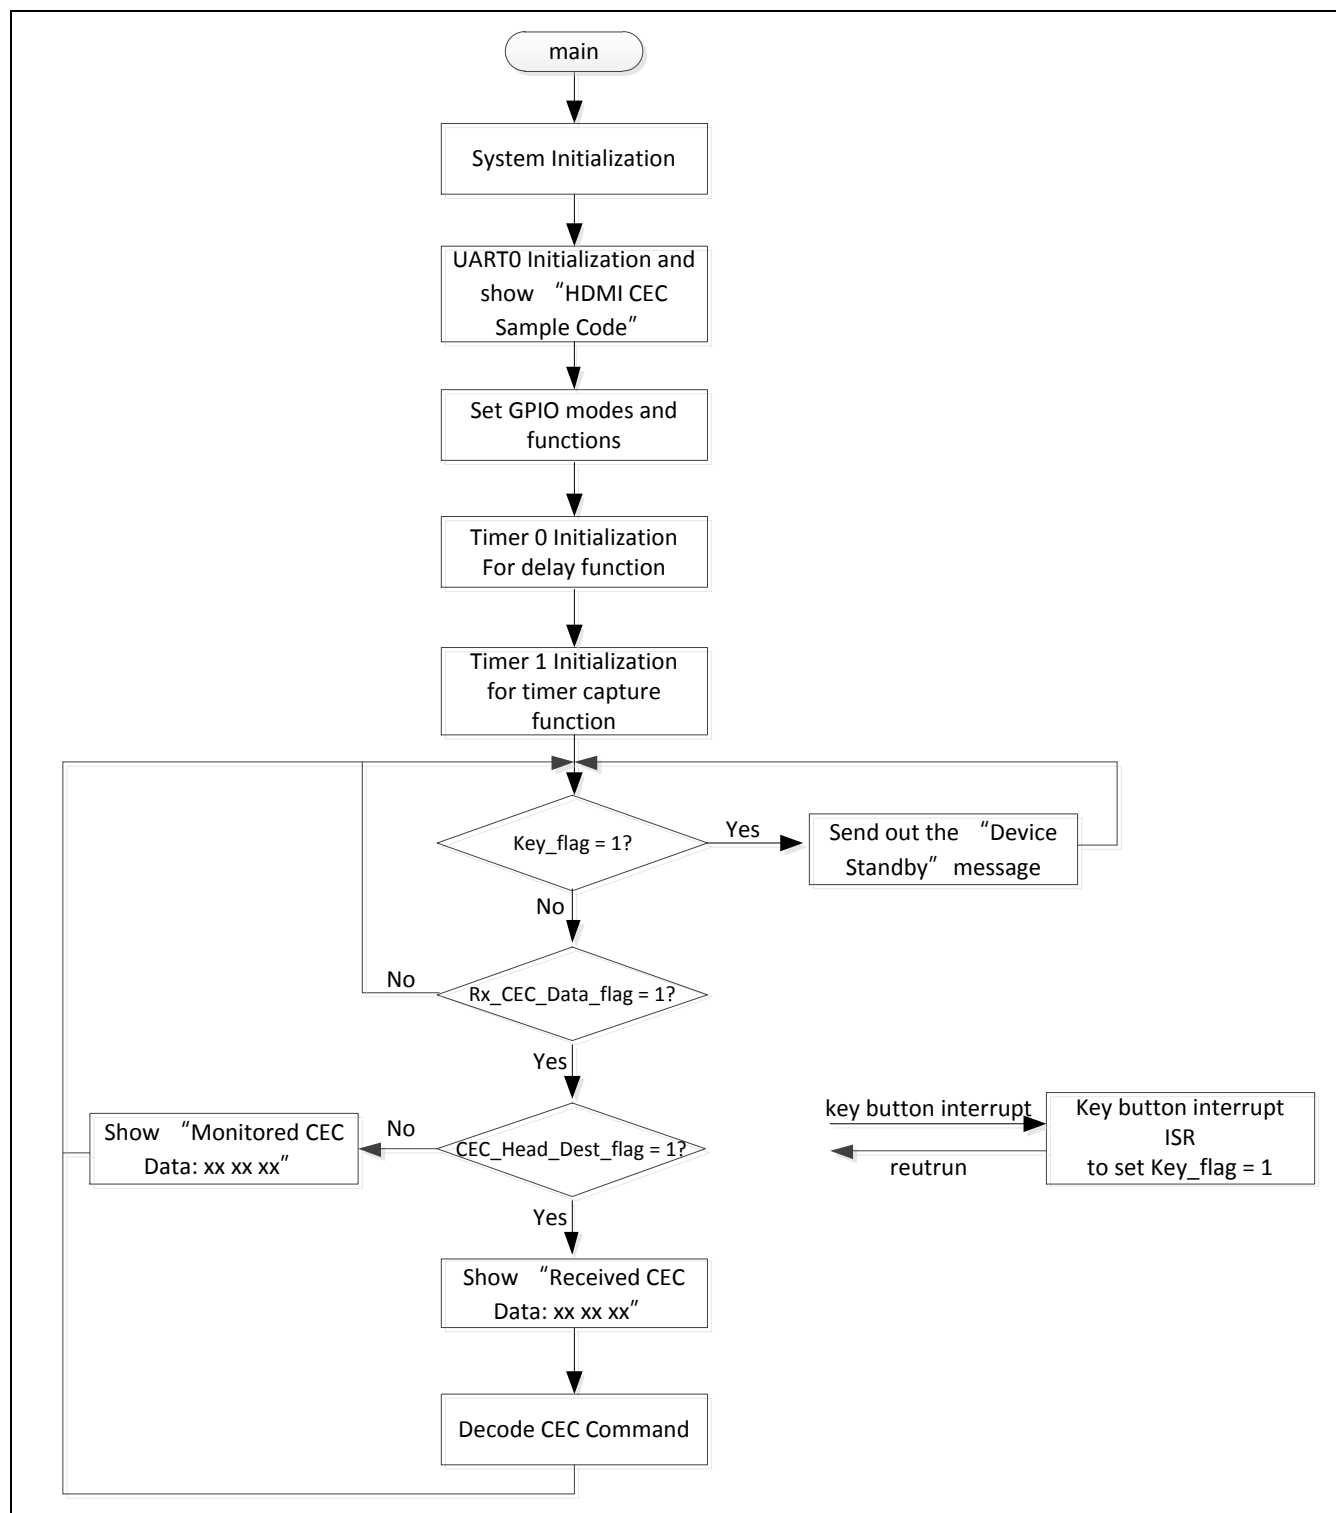 main
System Initialization
UART0 Initialization and
show “HDMI CEC
Sample Code”
Set GPIO modes and
functions
Timer 0 Initialization
For delay function
Timer 1 Initialization
for timer capture
function
Key_flag = 1?
Yes
Send out the “Device
Standby” message
No
Rx_CEC_Data_flag = 1?
No
Yes
CEC_Head_Dest_flag = 1?
No
Show “Monitored CEC
Data: xx xx xx”
Yes
Show “Received CEC
Data: xx xx xx”
Decode CEC Command
key button interrupt
reutrun
Key button interrupt
ISR
to set Key_flag = 1